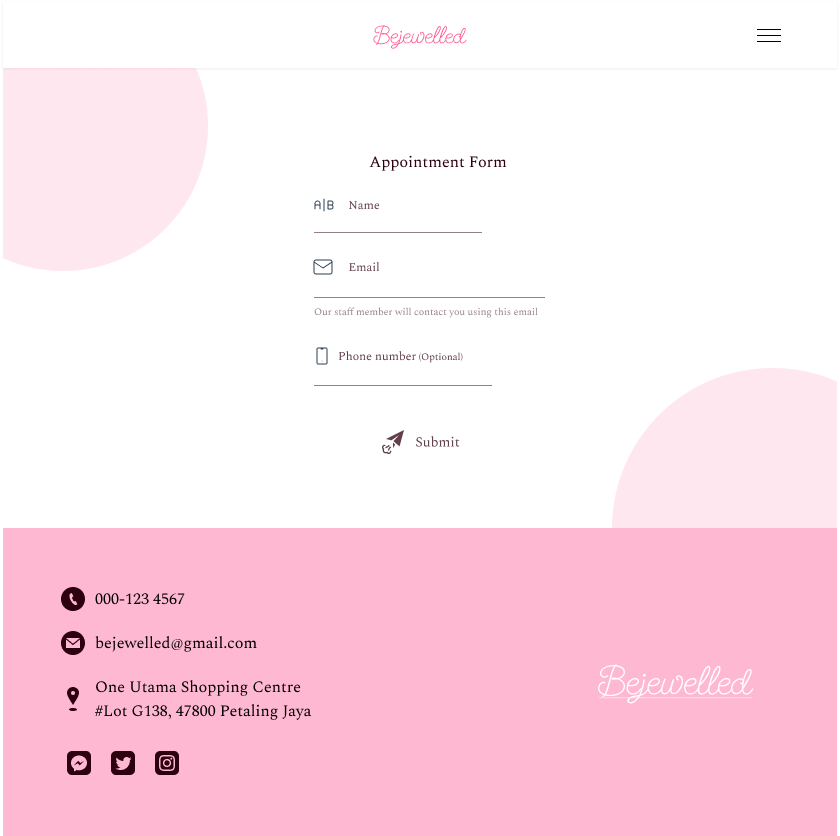 Bejewelled
Appointment Form
A|B Name
Email
Our staff member will contact you using this email
Phone number (Optional)
Submit
000-123 4567
bejewelled@gmail.com
One Utama Shopping Centre
#Lot G138, 47800 Petaling Jaya
Bejewelled